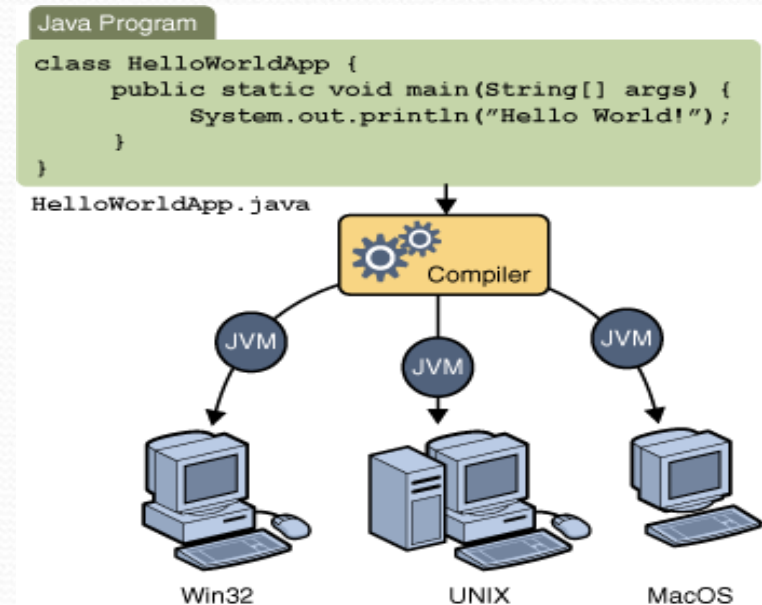 Java Program
class HelloWorldApp {
public static void main(String[] args) {
System.out.println("Hello World!");
}
}
HelloWorldApp.java
Compiler
JVM
JVM
JVM
Win32
UNIX
MacOS